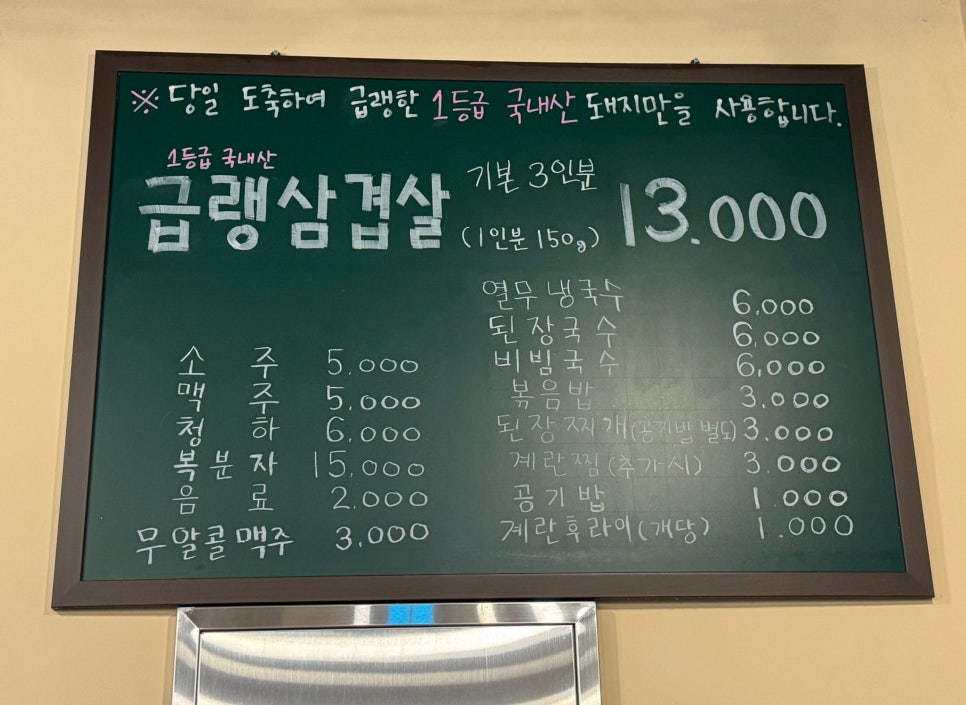 ※ 당일 도축하여 급랭한 1등급 국내산 돼지만을 사용합니다.
1등급 국내산
급랭삼겹살 기본 3인분 (1인분 150g) 13.000
열무 냉국수 6,000
된장국수 6,000
비빔국수 6,000
볶음밥 3,000
된장찌개(공기밥 별도) 3.000
계란찜(추가시) 3.000
공기밥 1.000
계란후라이(개당) 1.000
소주 5.000
맥주 5.000
청하 6,000
복분자 15,000
음료 2.000
무알콜맥주 3,000